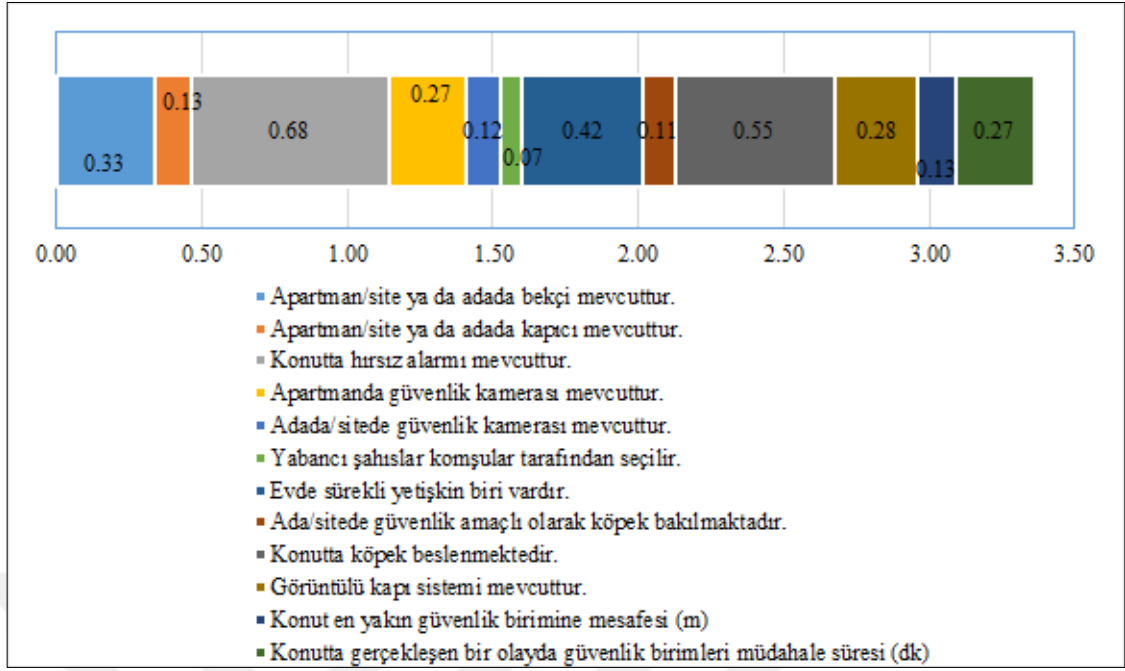 0.33 0.13 0.68 0.27 0.12 0.07 0.42 0.11 0.55 0.28 0.13 0.27
0.00 0.50 1.00 1.50 2.00 2.50 3.00 3.50
Apartman/site ya da adada bekçi mevcuttur.
Apartman/site ya da adada kapıcı mevcuttur.
Konutta hırsız alarmı mevcuttur.
Apartmanda güvenlik kamerası mevcuttur.
Adada/sitede güvenlik kamerası mevcuttur.
Yabancı şahıslar komşular tarafından seçilir.
Evde sürekli yetişkin biri vardır.
Ada/sitede güvenlik amaçlı olarak köpek bakılmaktadır.
Konutta köpek beslenmektedir.
Görüntülü kapı sistemi mevcuttur.
Konut en yakın güvenlik birimine mesafesi (m)
Konutta gerçekleşen bir olayda güvenlik birimleri müdahale süresi (dk)